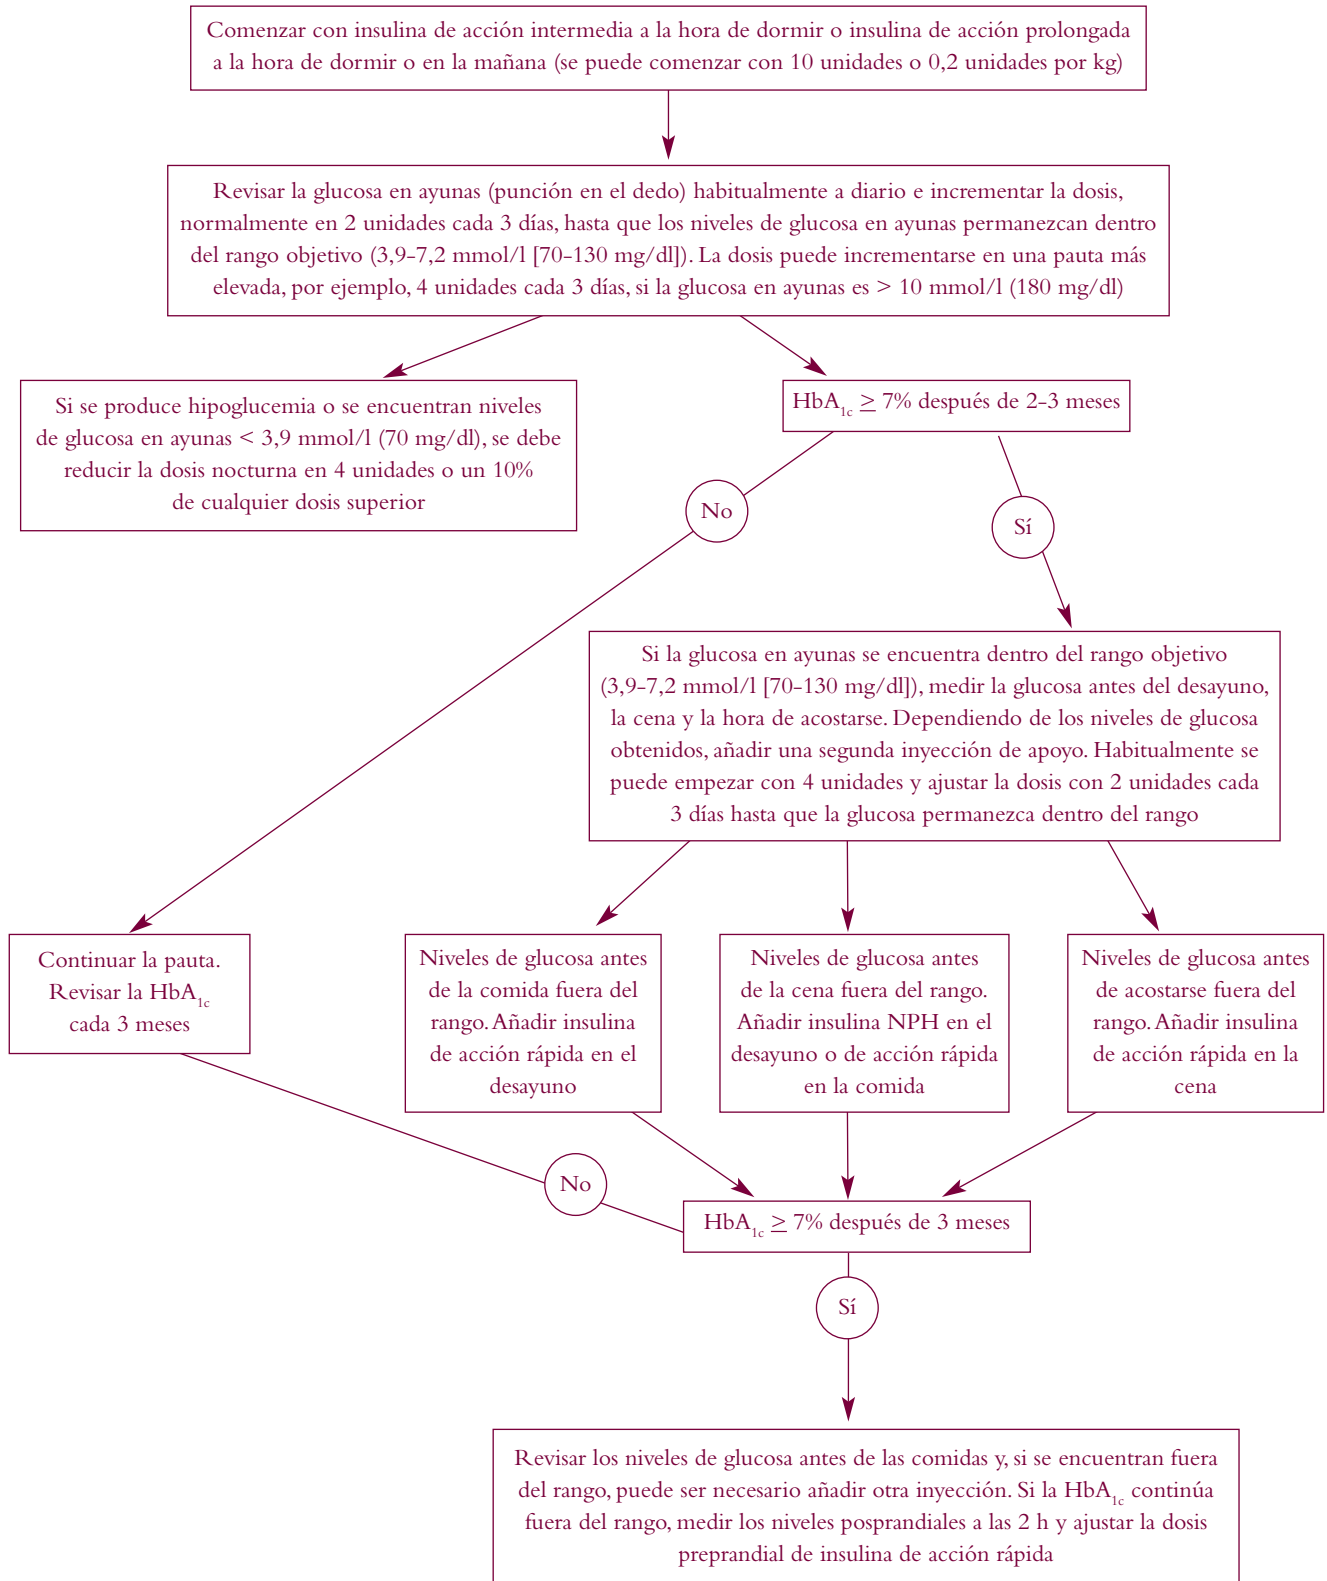 Comenzar con insulina de acción intermedia a la hora de dormir o insulina de acción prolongada
a la hora de dormir o en la mañana (se puede comenzar con 10 unidades o 0,2 unidades por kg)
Revisar la glucosa en ayunas (punción en el dedo) habitualmente a diario e incrementar la dosis,
normalmente en 2 unidades cada 3 días, hasta que los niveles de glucosa en ayunas permanezcan dentro
del rango objetivo (3,9-7,2 mmol/l [70-130 mg/dl]). La dosis puede incrementarse en una pauta más
elevada, por ejemplo, 4 unidades cada 3 días, si la glucosa en ayunas es > 10 mmol/l (180 mg/dl)
Si se produce hipoglucemia o se encuentran niveles
de glucosa en ayunas < 3,9 mmol/l (70 mg/dl), se debe
reducir la dosis nocturna en 4 unidades o un 10%
de cualquier dosis superior
HbA1c ≥ 7% después de 2-3 meses
No
Sí
Si la glucosa en ayunas se encuentra dentro del rango objetivo
(3,9-7,2 mmol/l [70-130 mg/dl]), medir la glucosa antes del desayuno,
la cena y la hora de acostarse. Dependiendo de los niveles de glucosa
obtenidos, añadir una segunda inyección de apoyo. Habitualmente se
puede empezar con 4 unidades y ajustar la dosis con 2 unidades cada
3 días hasta que la glucosa permanezca dentro del rango
Continuar la pauta.
Revisar la HbA1c
cada 3 meses
Niveles de glucosa antes
de la comida fuera del
rango. Añadir insulina
de acción rápida en el
desayuno
Niveles de glucosa antes
de la cena fuera del rango.
Añadir insulina NPH en el
desayuno o de acción rápida
en la comida
Niveles de glucosa antes
de acostarse fuera del
rango. Añadir insulina
de acción rápida en la
cena
No
HbA1c ≥ 7% después de 3 meses
Sí
Revisar los niveles de glucosa antes de las comidas y, si se encuentran fuera
del rango, puede ser necesario añadir otra inyección. Si la HbA1c continúa
fuera del rango, medir los niveles posprandiales a las 2 h y ajustar la dosis
preprandial de insulina de acción rápida